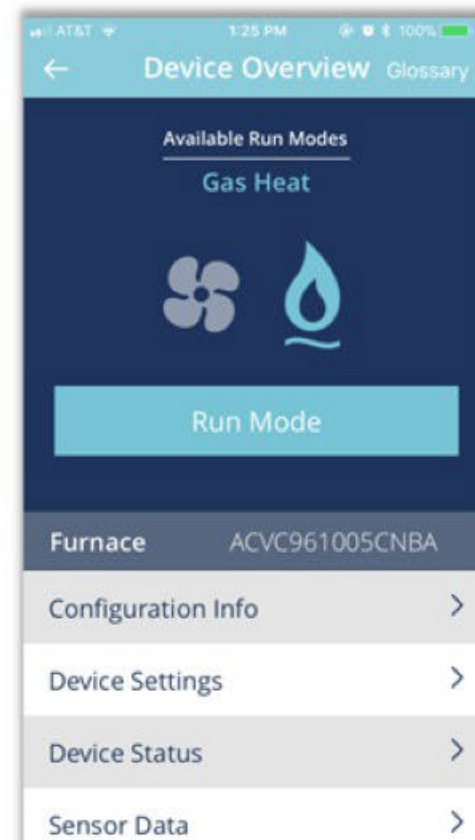 AT&T 1:25 PM 100%
Device Overview Glossary
Available Run Modes
Gas Heat
Run Mode
Furnace ACVC961005CNBA
Configuration Info
Device Settings
Device Status
Sensor Data